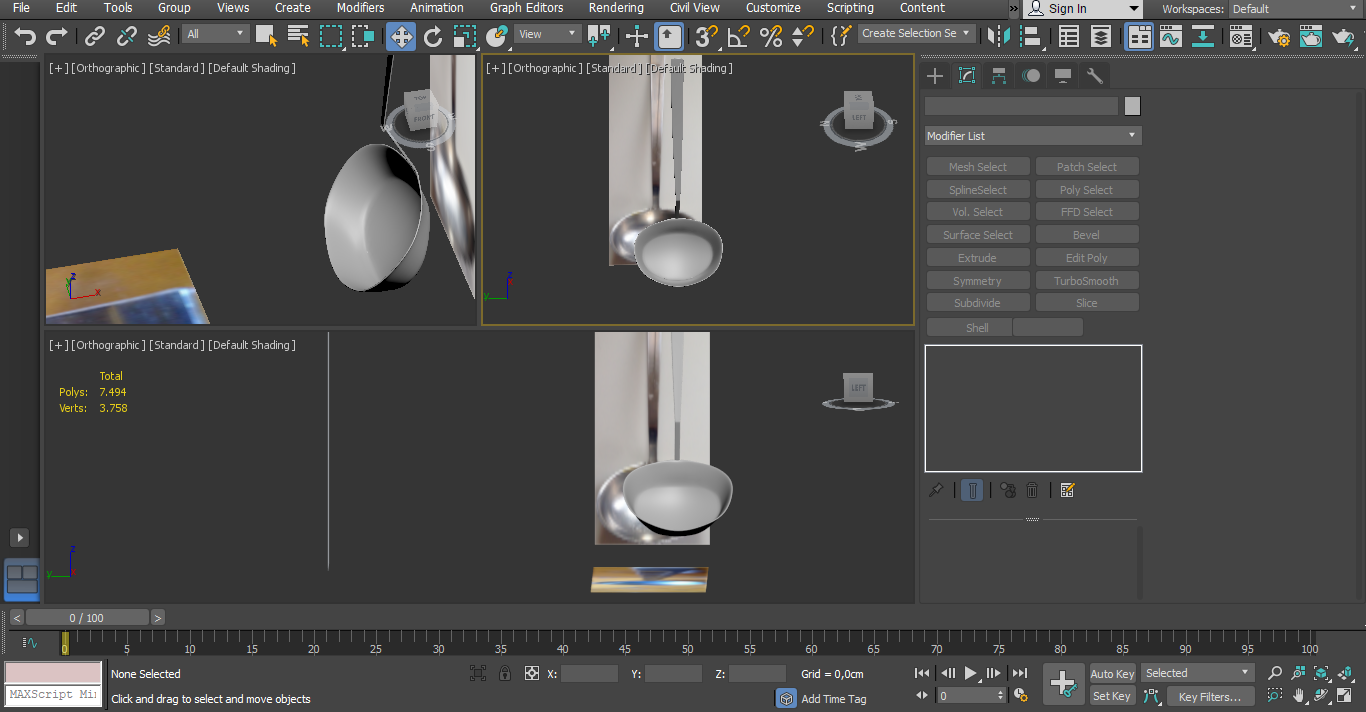 File Edit Tools Group Views Create Modifiers Animation Graph Editors Rendering Civil View Customize Scripting Content » Sign In Workspaces: Default
All View Create Selection Se
[+] [Orthographic] [Standard] [Default Shading]
[+] [Orthographic] [Standard] [Default Shading]
TOP
FRONT
S
LEFT
W
S
x
z
y
Modifier List
Mesh Select Patch Select
SplineSelect Poly Select
Vol. Select FFD Select
Surface Select Bevel
Extrude Edit Poly
Symmetry TurboSmooth
Subdivide Slice
Shell
[+] [Orthographic] [Standard] [Default Shading]
Total
Polys: 7.494
Verts: 3.758
LEFT
z
y
< 0 / 100 >
0 5 10 15 20 25 30 35 40 45 50 55 60 65 70 75 80 85 90 95 100
None Selected X: Y: Z: Grid = 0,0cm Auto Key Selected
MAXScript Mi Click and drag to select and move objects Add Time Tag 0 Set Key Key Filters...